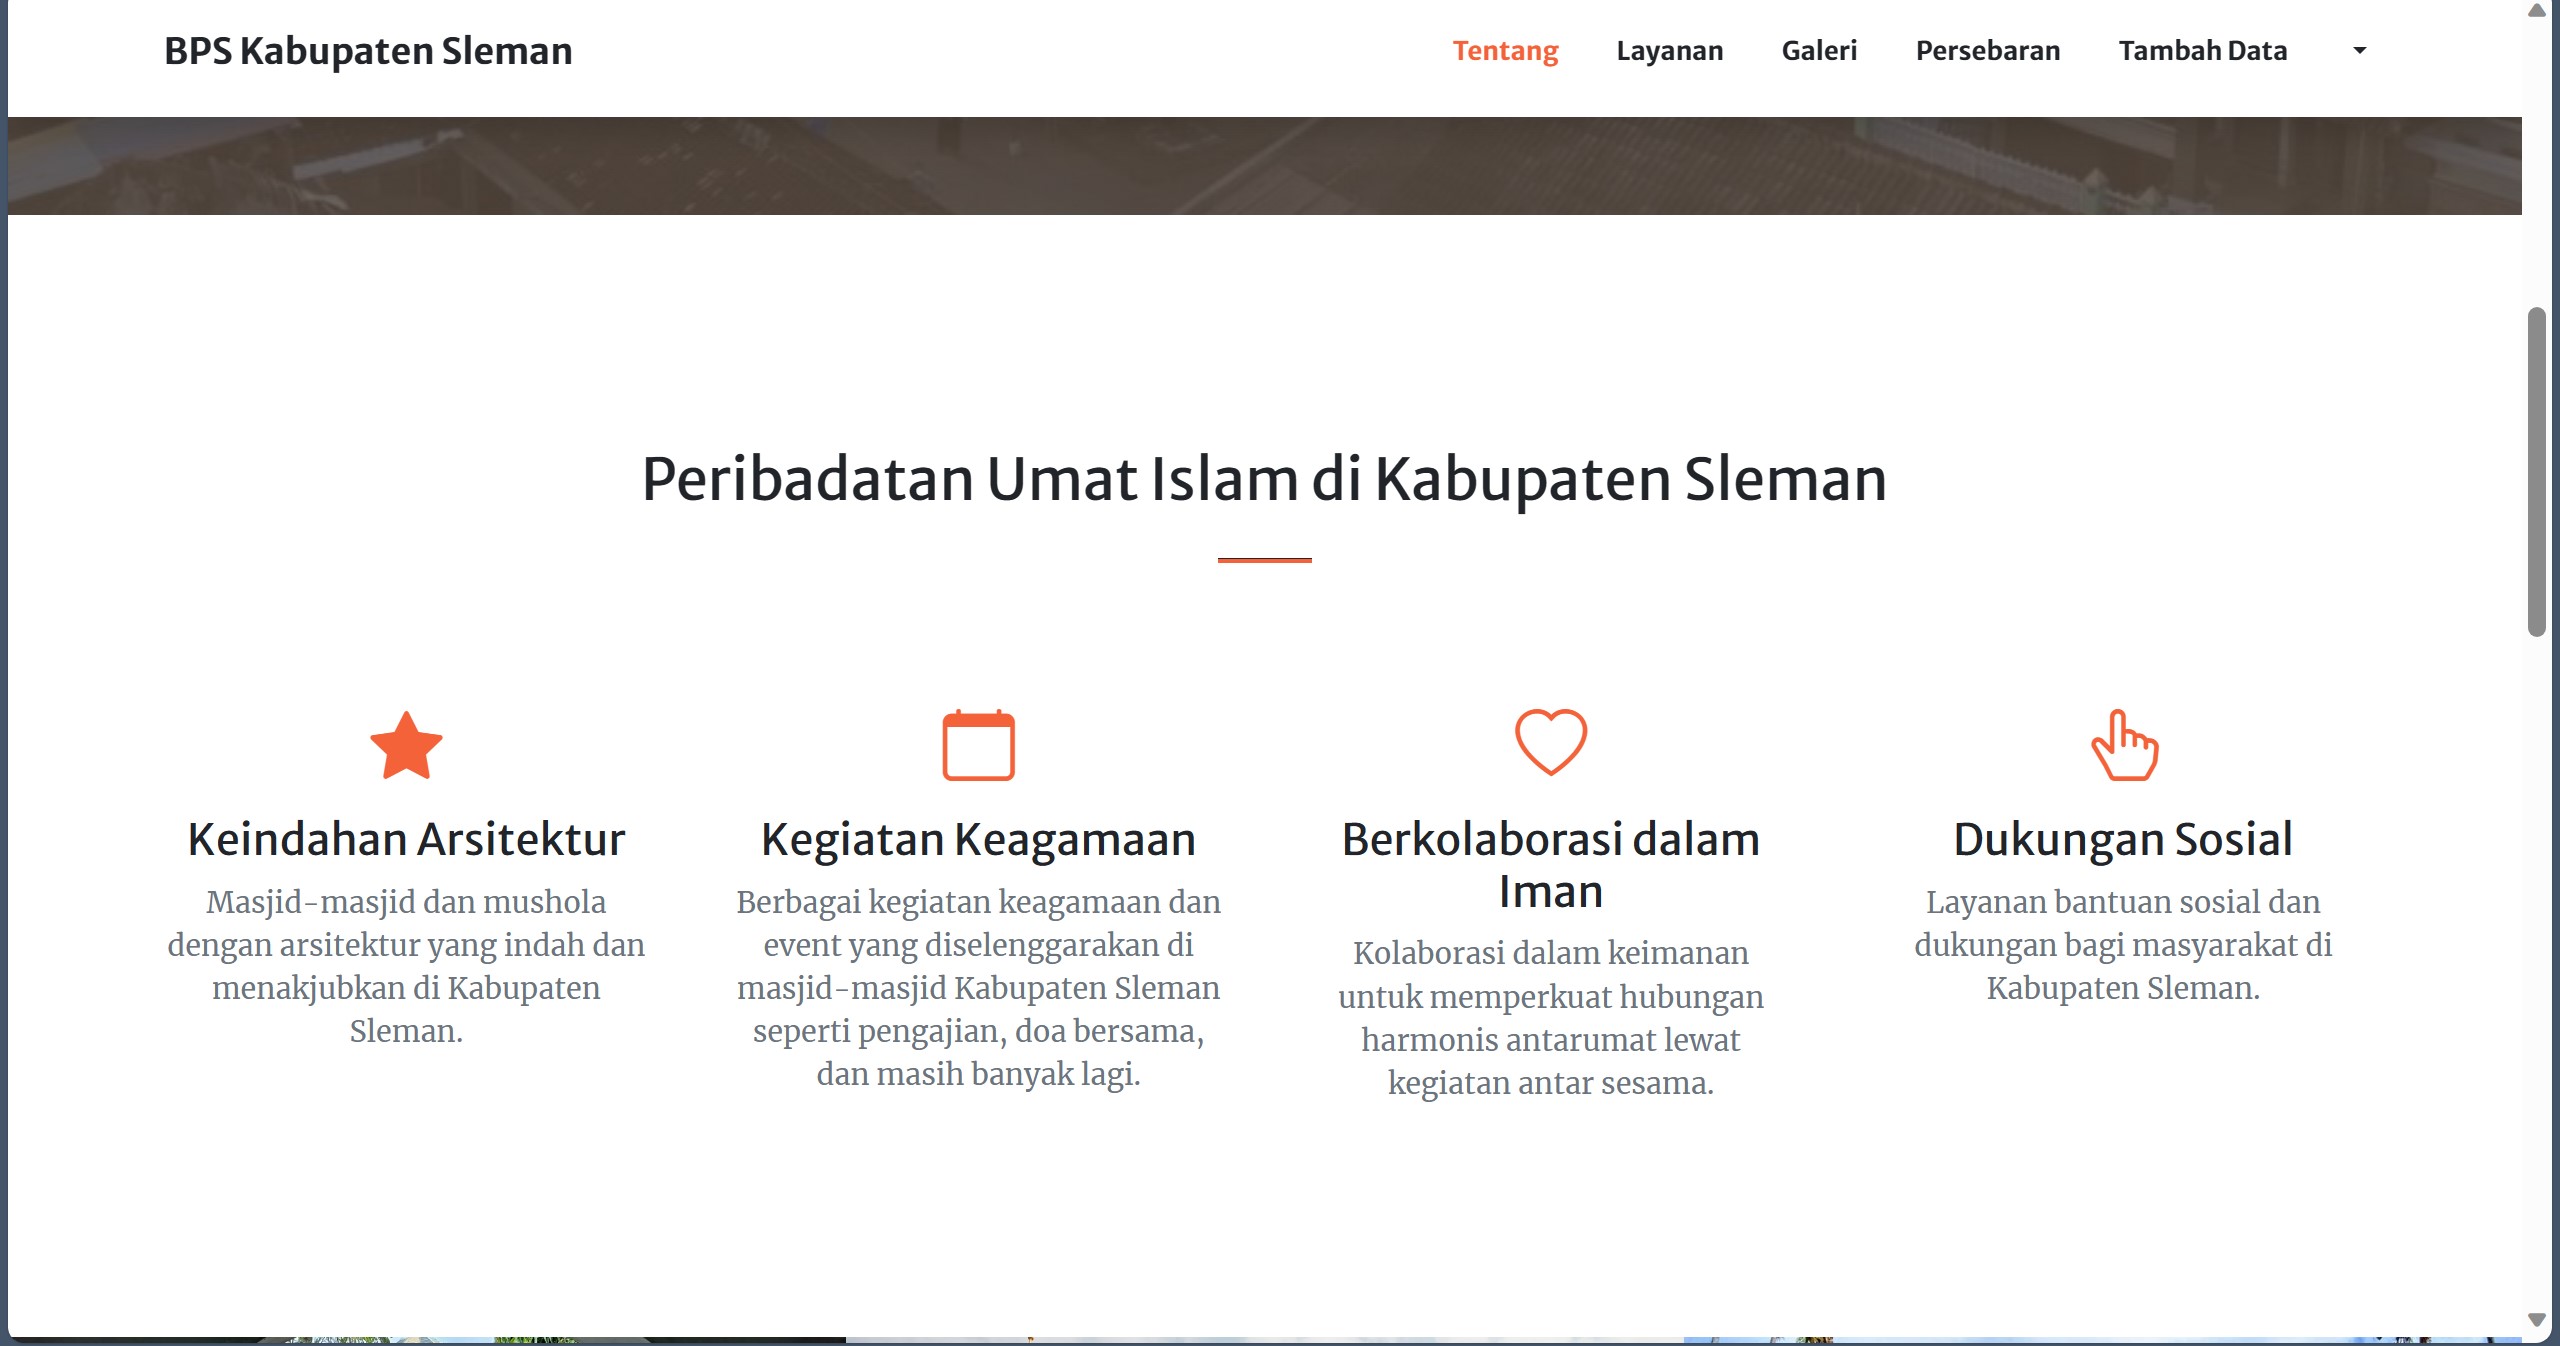 BPS Kabupaten Sleman
Tentang
Layanan
Galeri
Persebaran
Tambah Data
Peribadatan Umat Islam di Kabupaten Sleman
Keindahan Arsitektur
Masjid-masjid dan mushola
dengan arsitektur yang indah dan
menakjubkan di Kabupaten
Sleman.
Kegiatan Keagamaan
Berbagai kegiatan keagamaan dan
event yang diselenggarakan di
masjid-masjid Kabupaten Sleman
seperti pengajian, doa bersama,
dan masih banyak lagi.
Berkolaborasi dalam
Iman
Kolaborasi dalam keimanan
untuk memperkuat hubungan
harmonis antarumat lewat
kegiatan antar sesama.
Dukungan Sosial
Layanan bantuan sosial dan
dukungan bagi masyarakat di
Kabupaten Sleman.